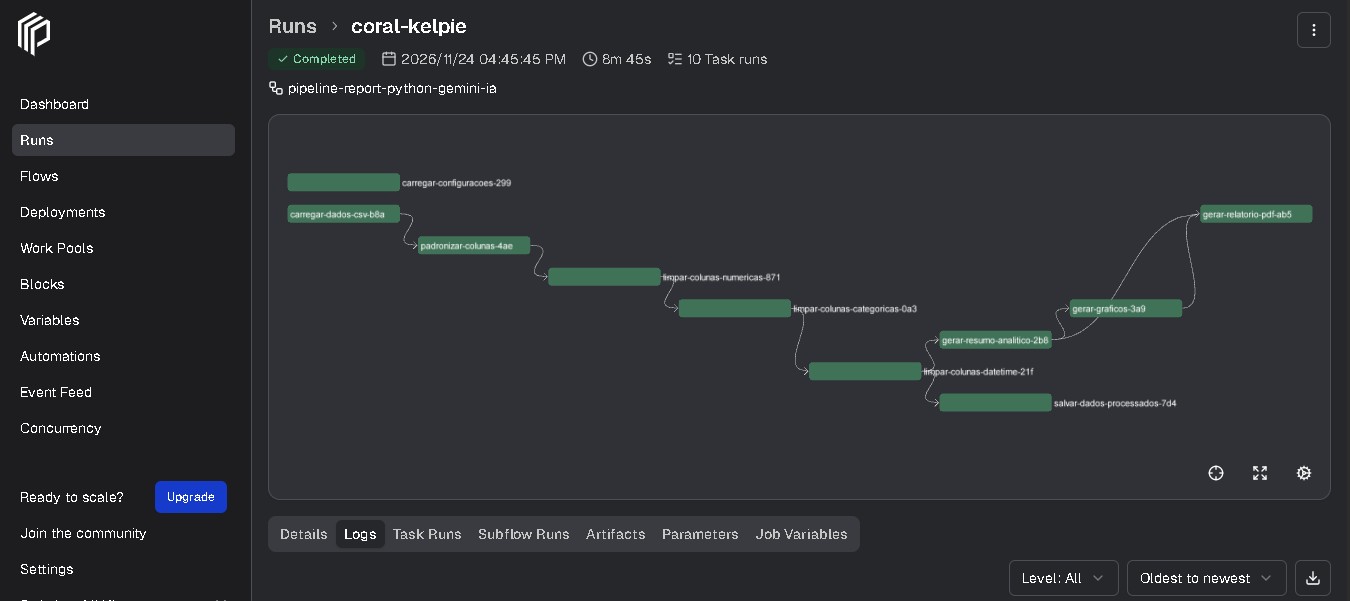 Runs > coral-kelpie
Completed 2026/11/24 04:45:45 PM 8m 45s 10 Task runs
pipeline-report-python-gemini-ia
Dashboard
Runs
Flows
Deployments
Work Pools
Blocks
Variables
Automations
Event Feed
Concurrency
Ready to scale? Upgrade
Join the community
Settings
carregar-configuracoes-299
carregar-dados-csv-b8a
gerar-relatorio-pdf-ab5
padronizar-colunas-4ae
limpar-colunas-numericas-871
limpar-colunas-categoricas-0a3
gerar-graficos-3a9
gerar-resumo-analitico-2b6
limpar-colunas-datetime-21f
salvar-dados-processados-7d4
Details Logs Task Runs Subflow Runs Artifacts Parameters Job Variables
Level: All Oldest to newest